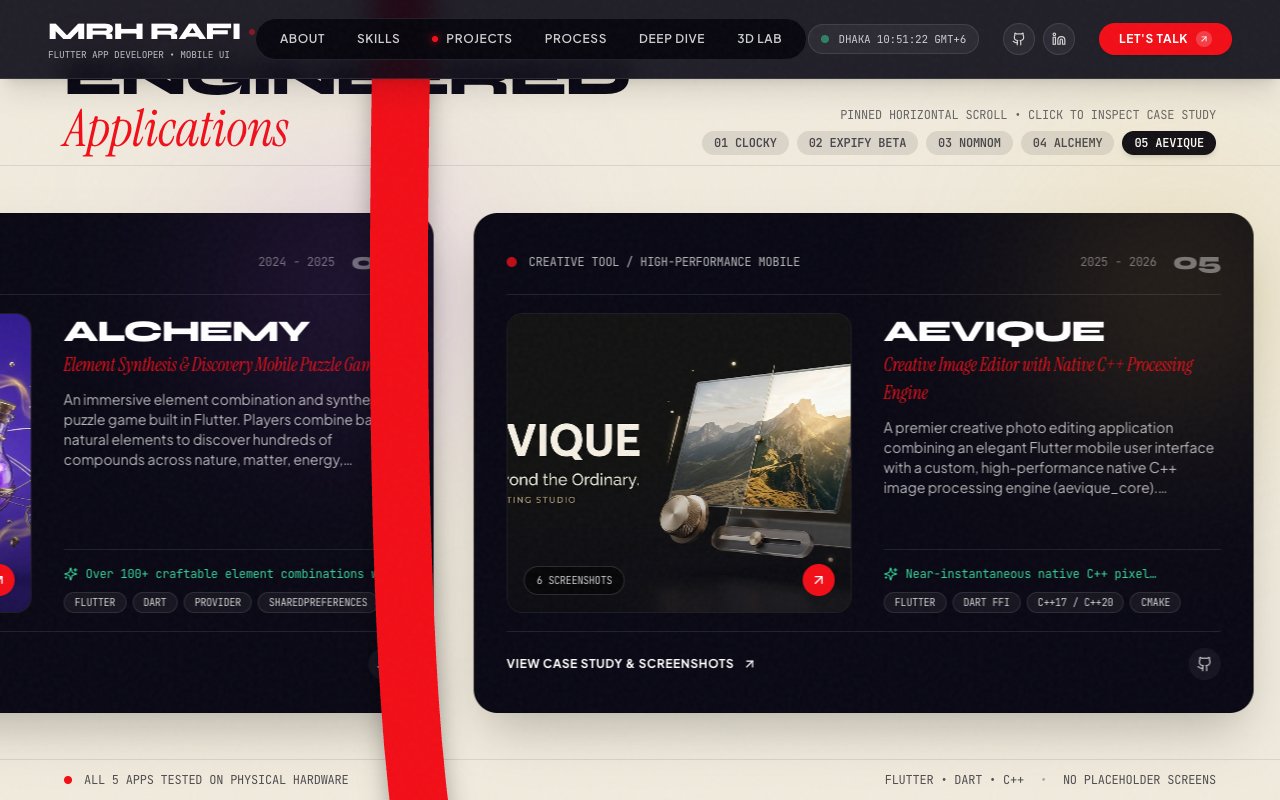 MRH RAFI
FLUTTER APP DEVELOPER • MOBILE UI
ABOUT
SKILLS
PROJECTS
PROCESS
DEEP DIVE
3D LAB
DHAKA 10:51:22 GMT+6
LET'S TALK
ENGINEERED
Applications
PINNED HORIZONTAL SCROLL • CLICK TO INSPECT CASE STUDY
01 CLOCKY
02 EXPIFY BETA
03 NOMNOM
04 ALCHEMY
05 AEVIQUE
2024 - 2025
ALCHEMY
Element Synthesis & Discovery Mobile Puzzle Gam
An immersive element combination and synthe
puzzle game built in Flutter. Players combine ba
natural elements to discover hundreds of
compounds across nature, matter, energy,...
Over 100+ craftable element combinations
FLUTTER
DART
PROVIDER
SHAREDPREFERENCES
CREATIVE TOOL / HIGH-PERFORMANCE MOBILE
2025 - 2026
05
VIQUE
yond the Ordinary.
TING STUDIO
6 SCREENSHOTS
AEVIQUE
Creative Image Editor with Native C++ Processing
Engine
A premier creative photo editing application
combining an elegant Flutter mobile user interface
with a custom, high-performance native C++
image processing engine (aevique_core)....
Near-instantaneous native C++ pixel…
FLUTTER
DART FFI
C++17 / C++20
CMAKE
VIEW CASE STUDY & SCREENSHOTS
ALL 5 APPS TESTED ON PHYSICAL HARDWARE
FLUTTER • DART • C++ • NO PLACEHOLDER SCREENS